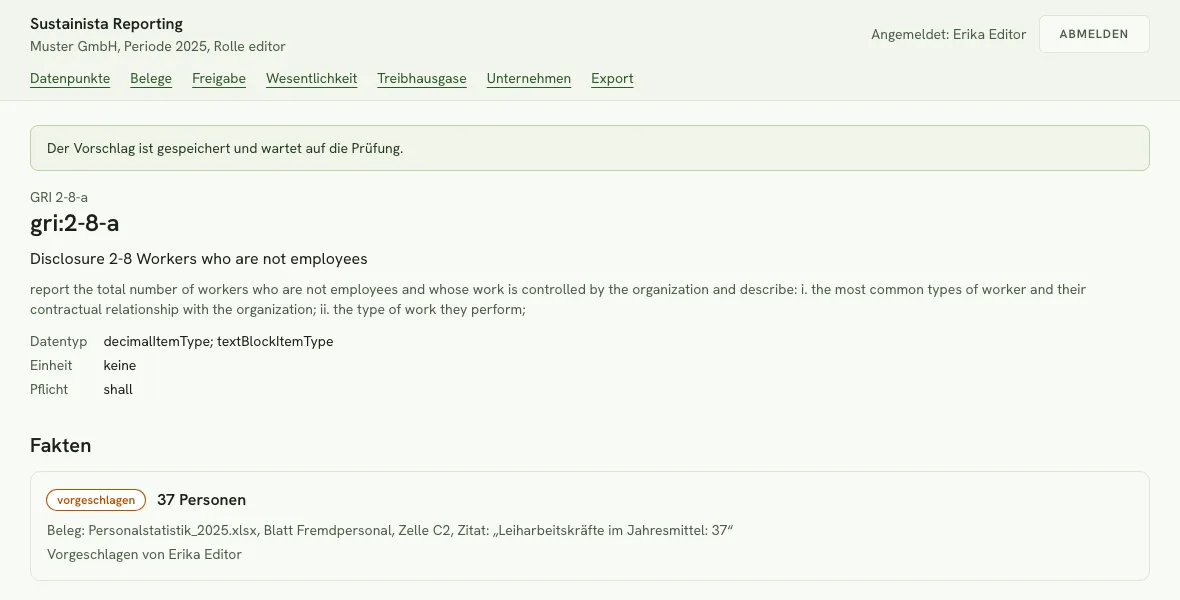 Sustainista Reporting
Muster GmbH, Periode 2025, Rolle editor
Angemeldet: Erika Editor
ABMELDEN
Datenpunkte Belege Freigabe Wesentlichkeit Treibhausgase Unternehmen Export
Der Vorschlag ist gespeichert und wartet auf die Prüfung.
GRI 2-8-a
gri:2-8-a
Disclosure 2-8 Workers who are not employees
report the total number of workers who are not employees and whose work is controlled by the organization and describe: i. the most common types of worker and their
contractual relationship with the organization; ii. the type of work they perform;
Datentyp decimalItemType; textBlockItemType
Einheit keine
Pflicht shall
Fakten
vorgeschlagen 37 Personen
Beleg: Personalstatistik_2025.xlsx, Blatt Fremdpersonal, Zelle C2, Zitat: „Leiharbeitskräfte im Jahresmittel: 37“
Vorgeschlagen von Erika Editor